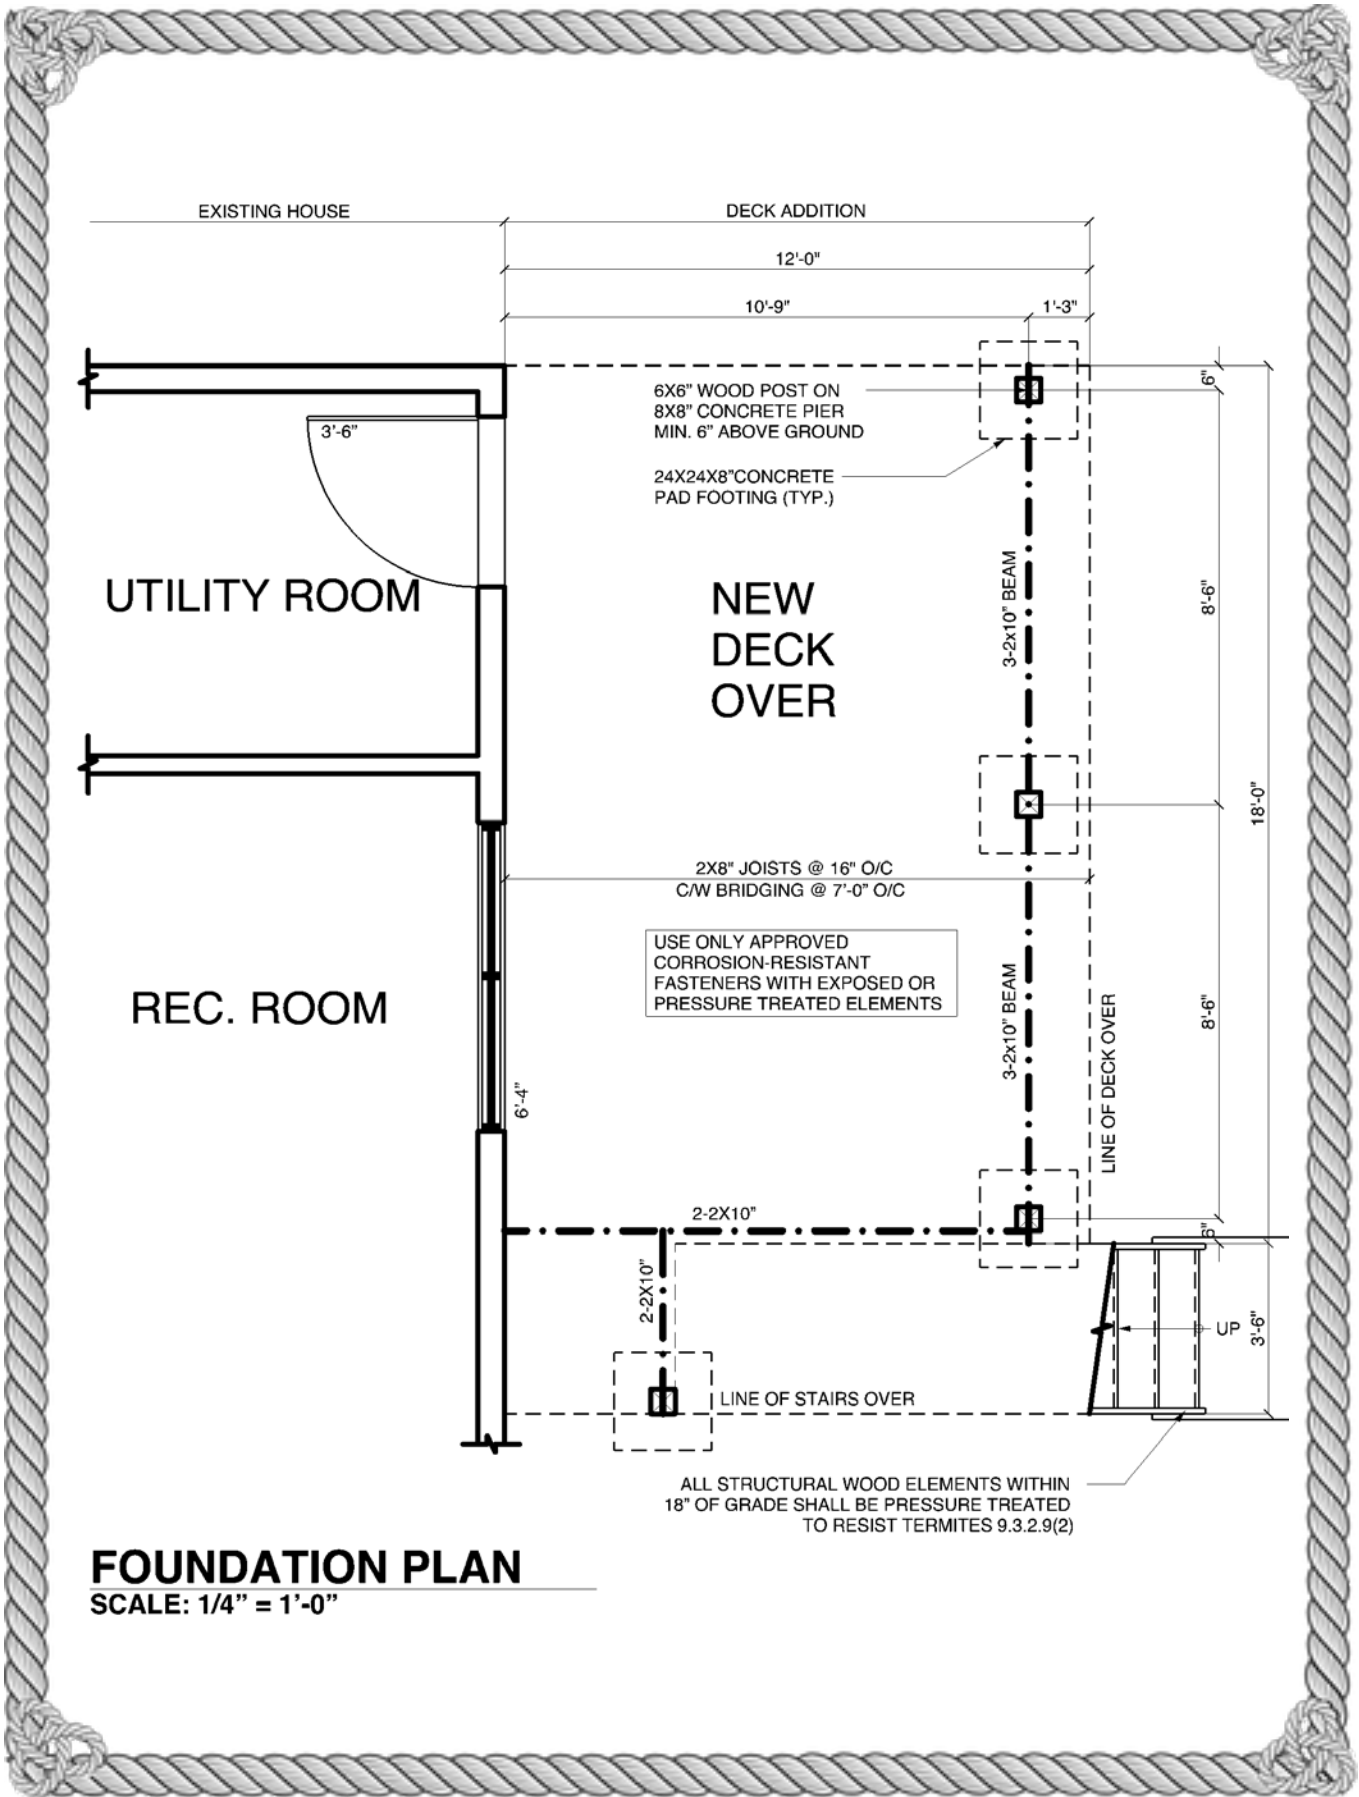 EXISTING HOUSE
DECK ADDITION
12'-0"
10'-9"
1'-3"
6X6" WOOD POST ON
8X8" CONCRETE PIER
MIN. 6" ABOVE GROUND
6"
3'-6"
24X24X8"CONCRETE
PAD FOOTING (TYP.)
UTILITY ROOM
NEW
DECK
OVER
3-2x10" BEAM
8'-6"
18'-0"
2X8" JOISTS @ 16" O/C
C/W BRIDGING @ 7'-0" O/C
USE ONLY APPROVED
CORROSION-RESISTANT
FASTENERS WITH EXPOSED OR
PRESSURE TREATED ELEMENTS
REC. ROOM
3-2x10" BEAM
8'-6"
LINE OF DECK OVER
6'-4"
2-2X10"
6"
2-2X10"
UP
3'-6"
LINE OF STAIRS OVER
ALL STRUCTURAL WOOD ELEMENTS WITHIN
18" OF GRADE SHALL BE PRESSURE TREATED
TO RESIST TERMITES 9.3.2.9(2)
FOUNDATION PLAN
SCALE: 1/4" = 1'-0"